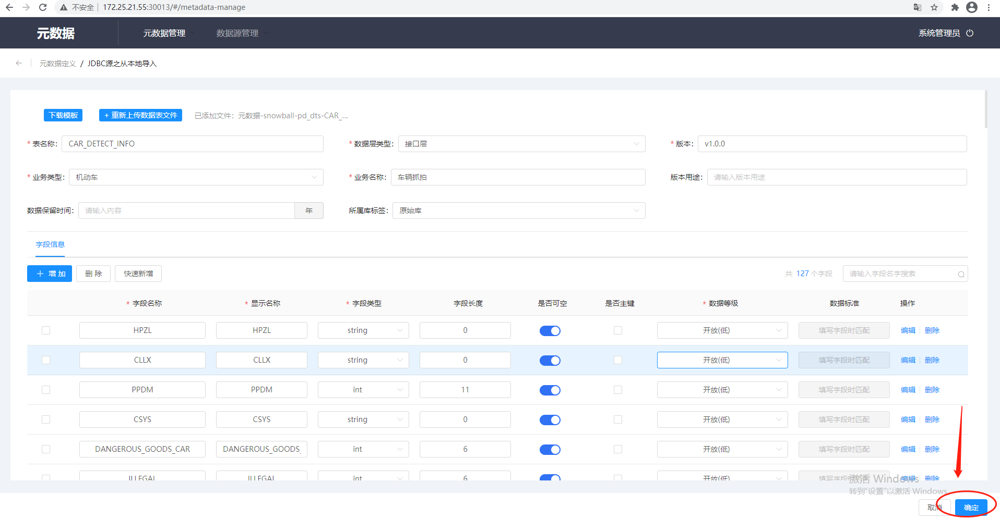 不安全 172.25.21.55:30013/#/metadata-manage
元数据 元数据管理 数据源管理 系统管理员
元数据定义 / JDBC源之从本地导入
下载模板 + 重新上传数据表文件 已添加文件：元数据-snowball-pd_dts-CAR_...
* 表名称： CAR_DETECT_INFO * 数据层类型： 接口层 * 版本： v1.0.0
* 业务类型： 机动车 * 业务名称： 车辆抓拍 版本用途： 请输入版本用途
数据保留时间： 请输入内容 年 所属库标签： 原始库
字段信息
+ 增 加 删 除 快速新增 共 127 个字段 请输入字段名字搜索
* 字段名称 * 显示名称 * 字段类型 字段长度 是否可空 是否主键 * 数据等级 数据标准 操作
HPZL HPZL string 0 开放(低) 填写字段时匹配 编辑 删除
CLLX CLLX string 0 开放(低) 填写字段时匹配 编辑 删除
PPDM PPDM int 11 开放(低) 填写字段时匹配 编辑 删除
CSYS CSYS string 0 开放(低) 填写字段时匹配 编辑 删除
DANGEROUS_GOODS_CAR DANGEROUS_GOODS_ int 6 开放(低) 填写字段时匹配 编辑 删除
ILLEGAL ILLEGAL int 6 开放(低) 填写字段时匹配 编辑 删除
激活 Windows
转到"设置"以激活 Windows。
取消 确定